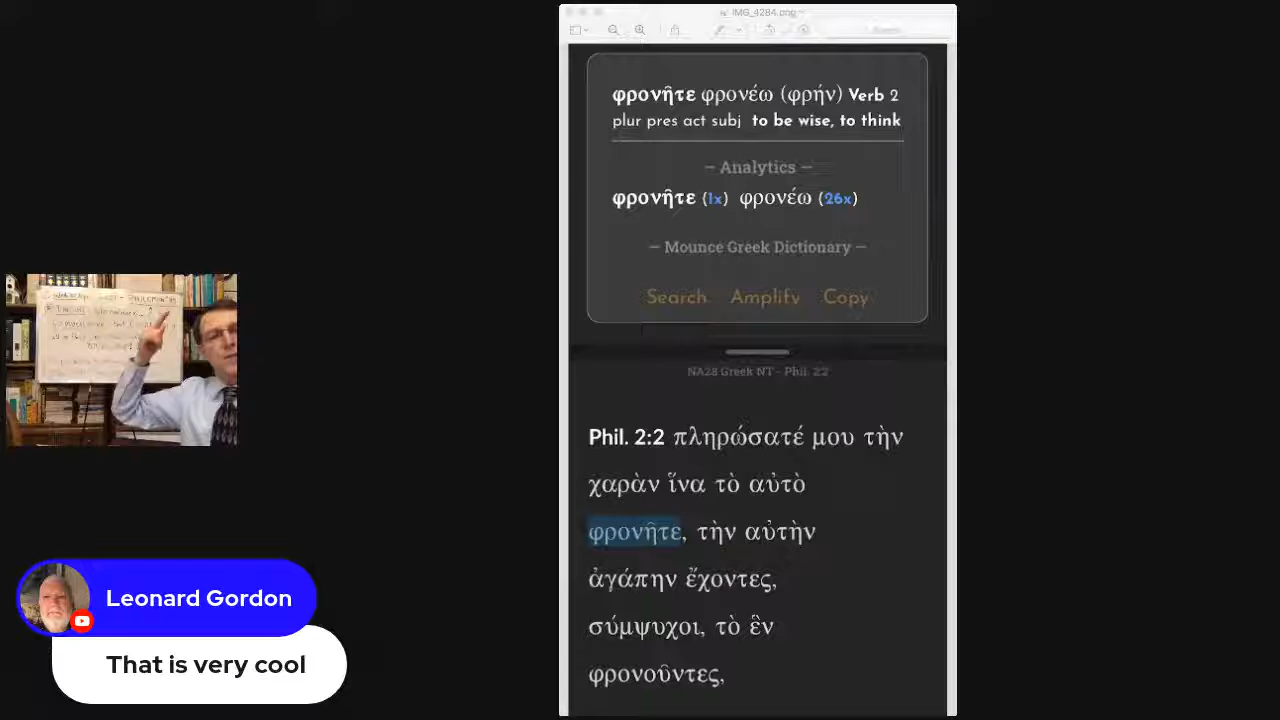 IMG_4284.png
φρονῆτε φρονέω (φρήν) Verb 2
plur pres act subj to be wise, to think
— Analytics —
φρονῆτε (1x) φρονέω (26x)
— Mounce Greek Dictionary —
Search Amplify Copy
NA28 Greek NT - Phil. 2:2
Phil. 2:2 πληρώσατέ μου τὴν
χαρὰν ἵνα τὸ αὐτὸ
φρονῆτε, τὴν αὐτὴν
ἀγάπην ἔχοντες,
σύμψυχοι, τὸ ἓν
φρονοῦντες,
Leonard Gordon
That is very cool